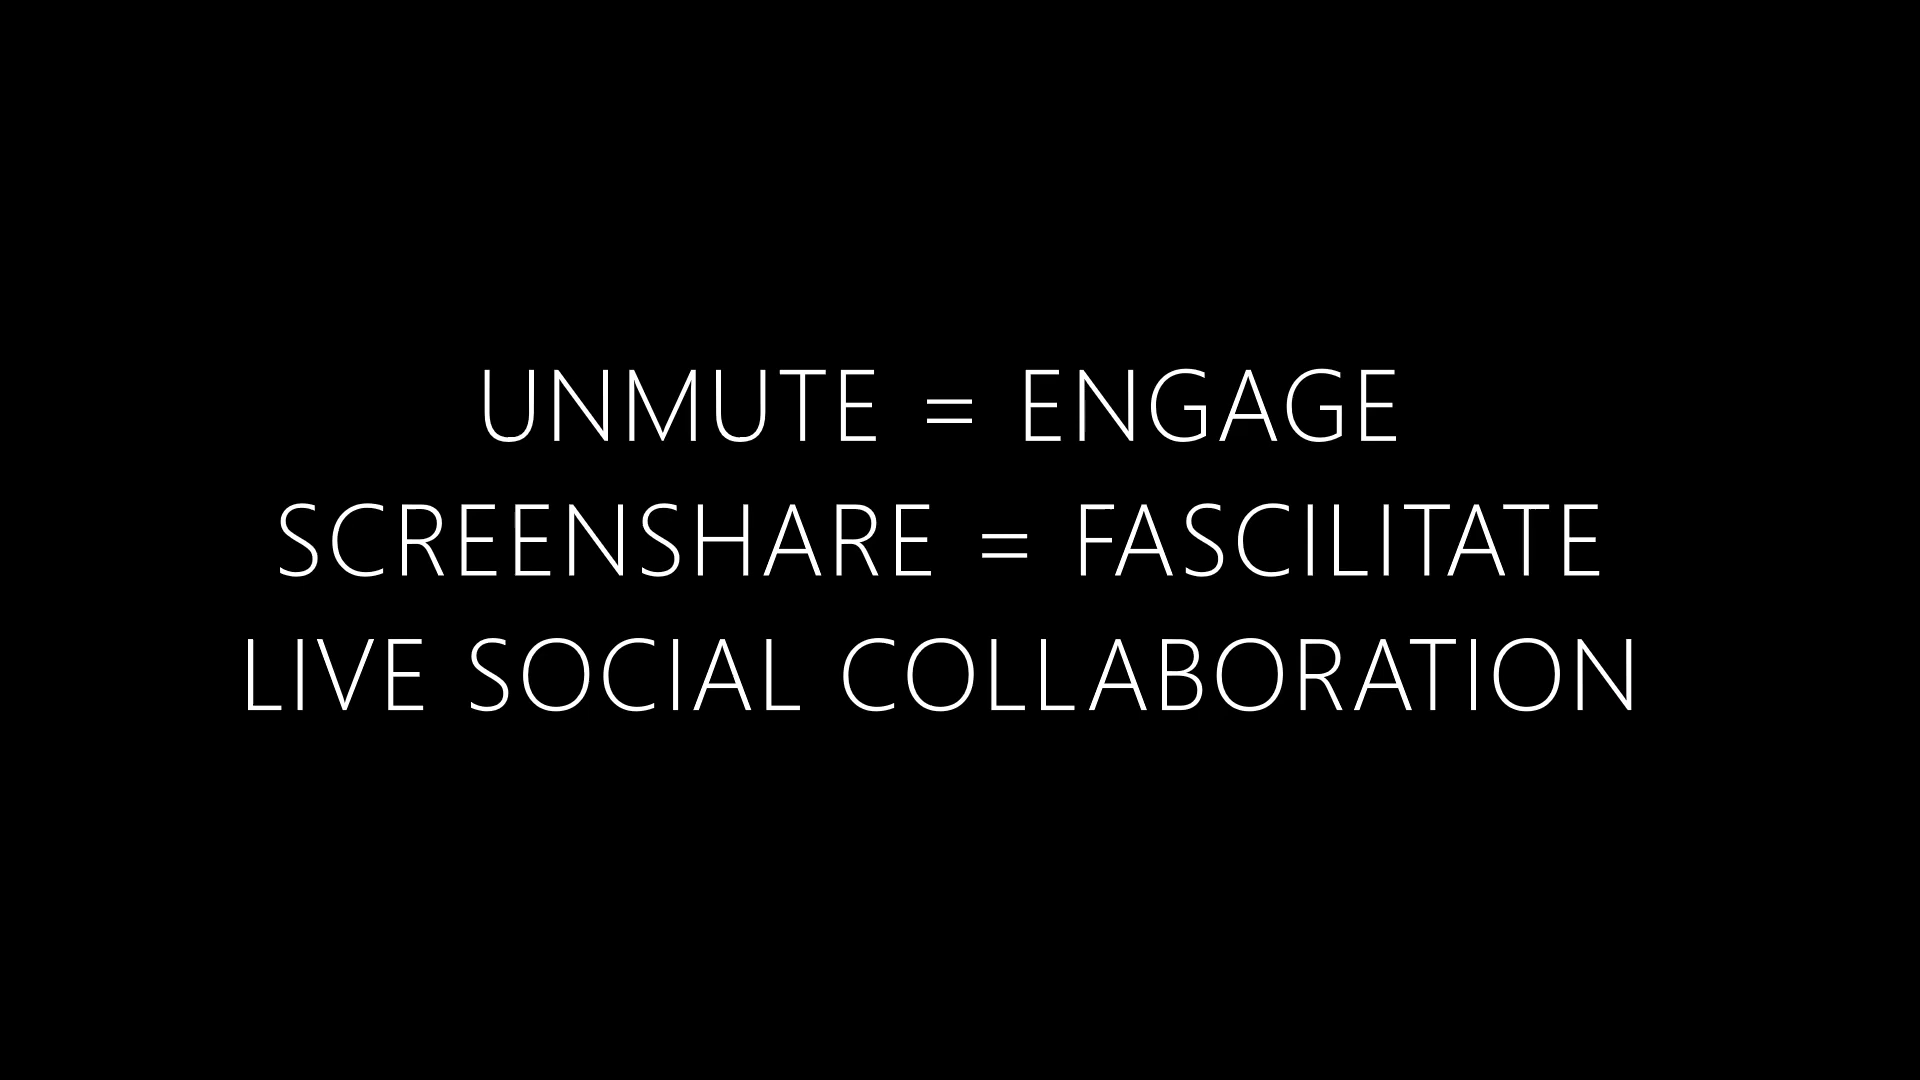 UNMUTE = ENGAGE
SCREENSHARE = FASCILITATE
LIVE SOCIAL COLLABORATION